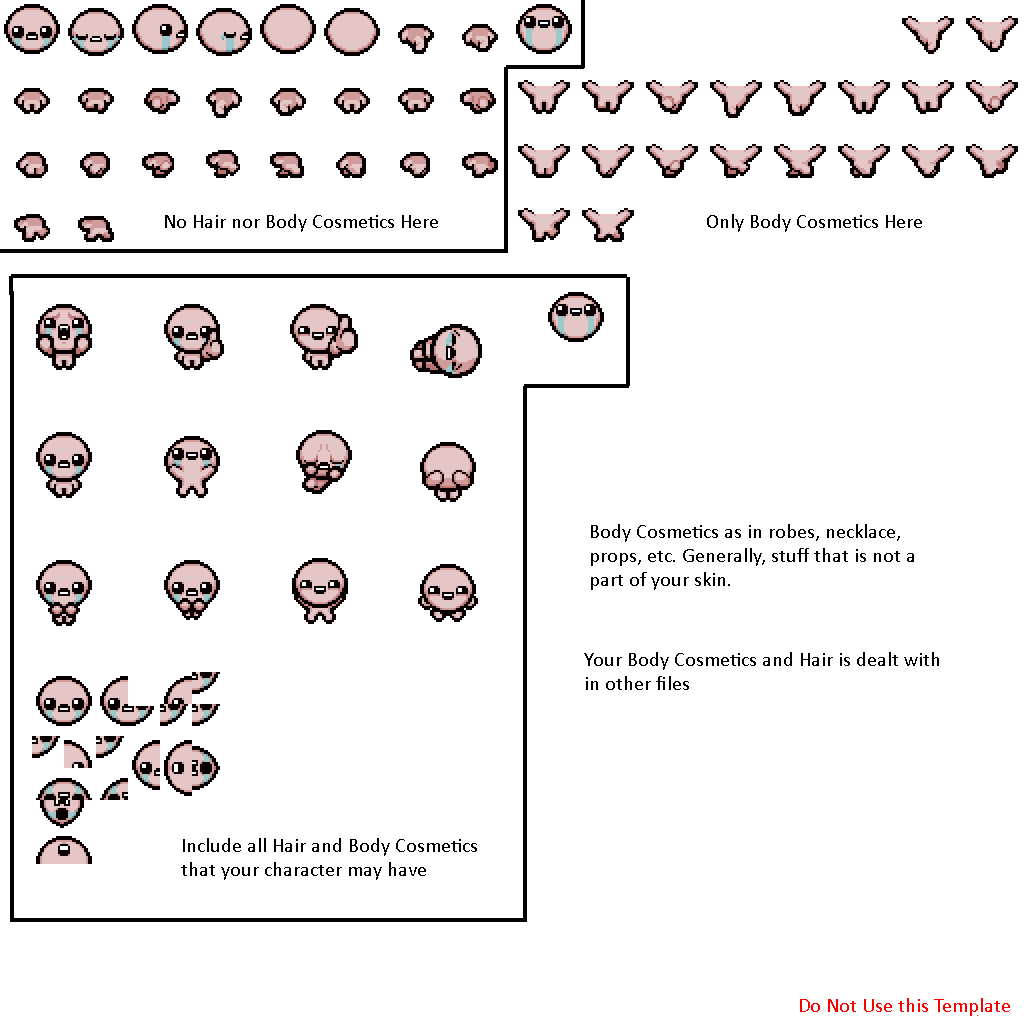 No Hair nor Body Cosmetics Here
Only Body Cosmetics Here
Body Cosmetics as in robes, necklace,
props, etc. Generally, stuff that is not a
part of your skin.
Your Body Cosmetics and Hair is dealt with
in other files
Include all Hair and Body Cosmetics
that your character may have
Do Not Use this Template